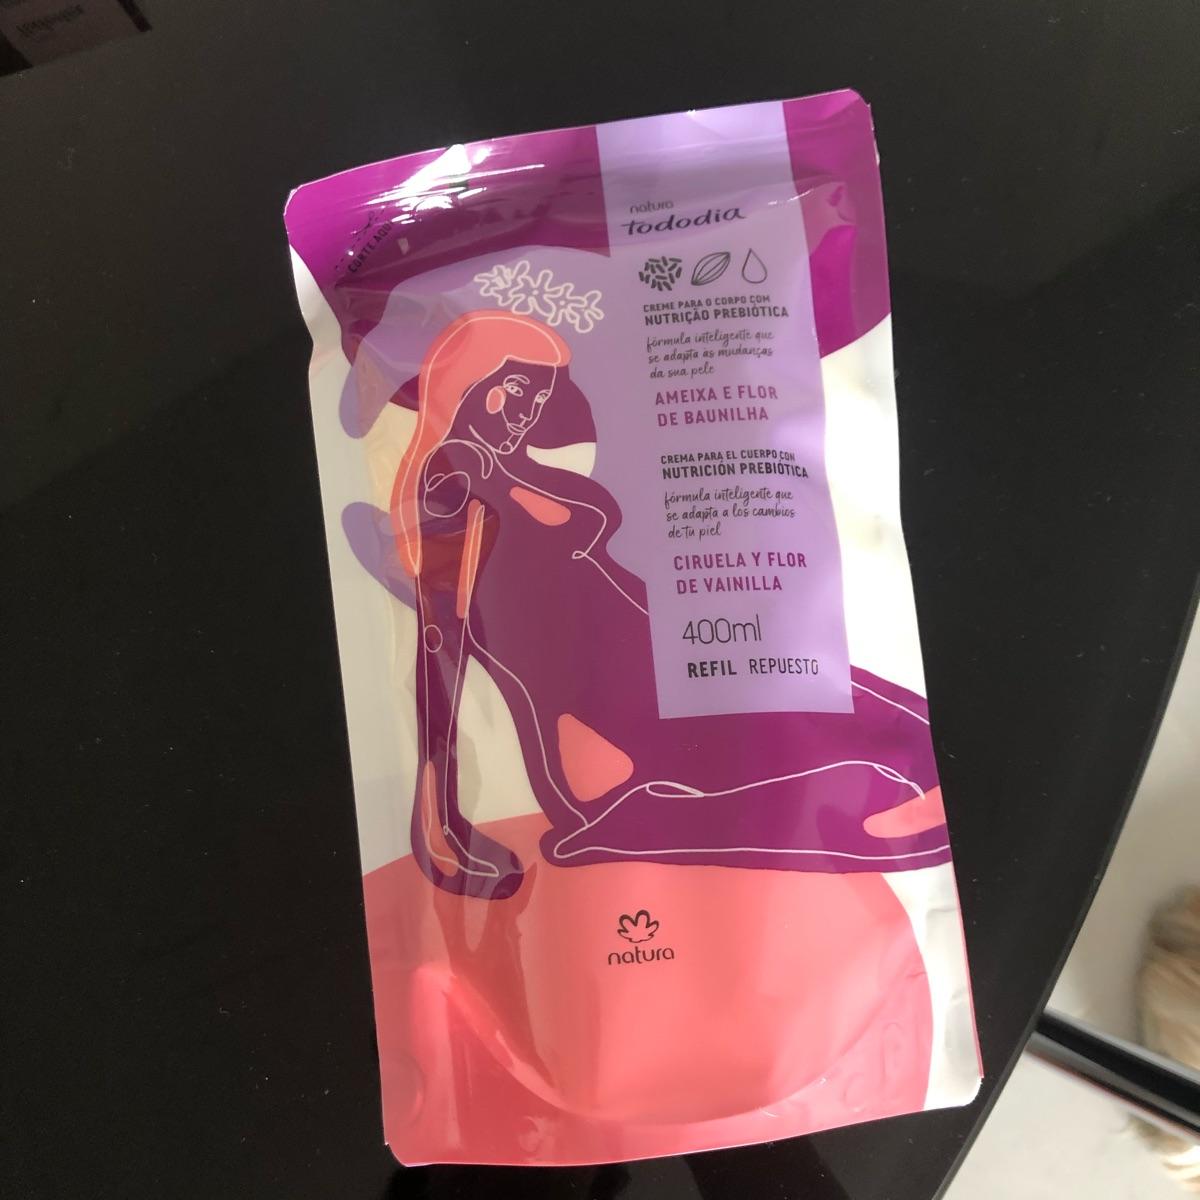 CORTE AQUI
natura
tododia
CREME PARA O CORPO COM
NUTRIÇÃO PREBIÓTICA
fórmula inteligente que
se adapta às mudanças
da sua pele
AMEIXA E FLOR
DE BAUNILHA
CREMA PARA EL CUERPO CON
NUTRICIÓN PREBIÓTICA
fórmula inteligente que
se adapta a los cambios
de tu piel
CIRUELA Y FLOR
DE VAINILLA
400ml
REFIL REPUESTO
natura